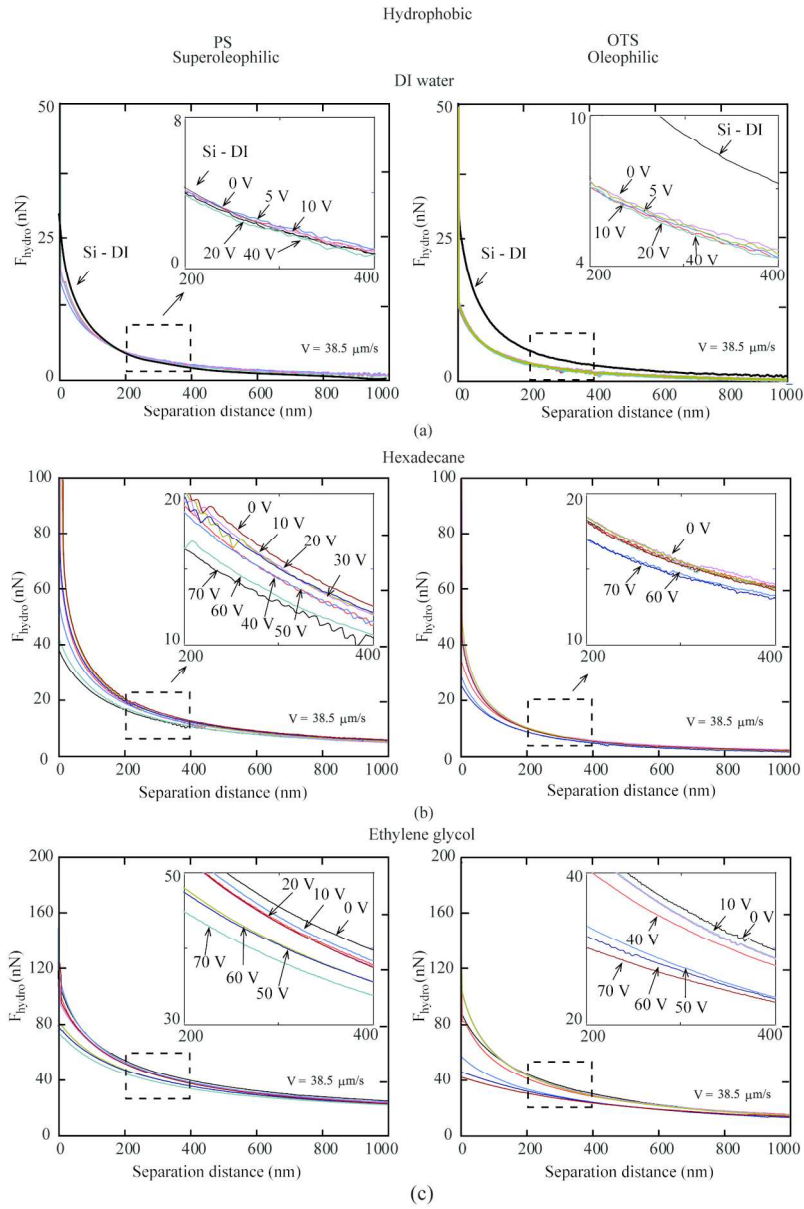 Hydrophobic
PS
Superoleophilic
OTS
Oleophilic
DI water
50
25
0
F_hydro (nN)
8
0
200
400
Si - DI
0 V
5 V
10 V
20 V
40 V
Si - DI
V = 38.5 μm/s
0
200
400
600
800
1000
Separation distance (nm)
50
25
0
F_hydro (nN)
10
4
200
400
Si - DI
0 V
5 V
10 V
20 V
40 V
Si - DI
V = 38.5 μm/s
0
200
400
600
800
1000
Separation distance (nm)
(a)
Hexadecane
100
80
60
40
20
0
F_hydro (nN)
20
10
200
400
0 V
10 V
20 V
30 V
70 V
60 V
40 V
50 V
V = 38.5 μm/s
0
200
400
600
800
1000
Separation distance (nm)
100
80
60
40
20
0
F_hydro (nN)
20
10
200
400
0 V
70 V
60 V
V = 38.5 μm/s
0
200
400
600
800
1000
Separation distance (nm)
(b)
Ethylene glycol
200
160
120
80
40
0
F_hydro (nN)
50
30
200
400
20 V
10 V
0 V
70 V
60 V
50 V
V = 38.5 μm/s
0
200
400
600
800
1000
Separation distance (nm)
200
160
120
80
40
0
F_hydro (nN)
40
20
200
400
10 V
0 V
40 V
70 V
60 V
50 V
V = 38.5 μm/s
0
200
400
600
800
1000
Separation distance (nm)
(c)